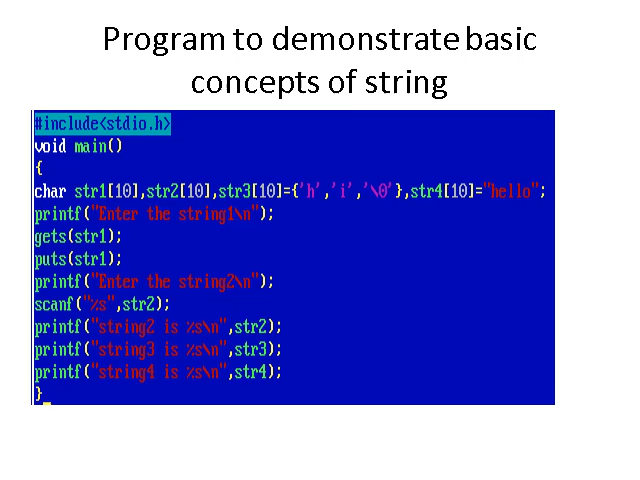 Program to demonstrate basic
concepts of string
#include<stdio.h>
void main()
{
char str1[10],str2[10],str3[10]={'h','i','\0'},str4[10]="hello";
printf("Enter the string1\n");
gets(str1);
puts(str1);
printf("Enter the string2\n");
scanf("%s",str2);
printf("string2 is %s\n",str2);
printf("string3 is %s\n",str3);
printf("string4 is %s\n",str4);
}